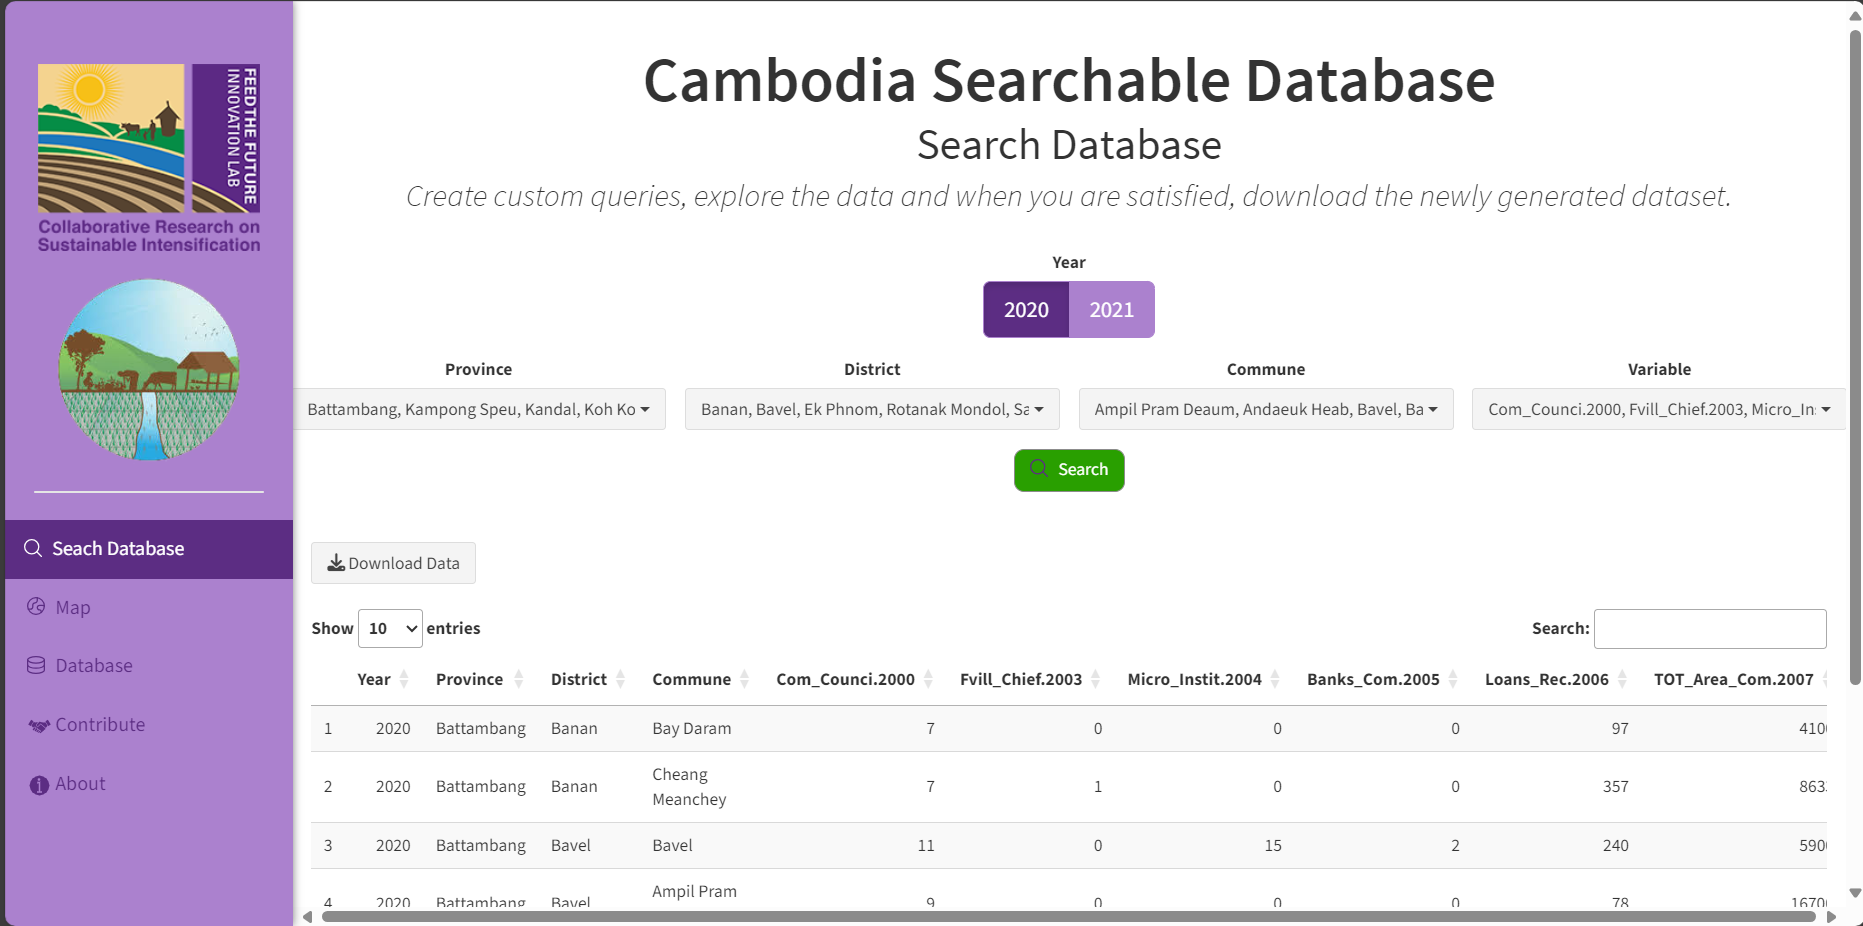 FEED THE FUTURE
INNOVATION LAB
Collaborative Research on
Sustainable Intensification
Seach Database
Map
Database
Contribute
About
Cambodia Searchable Database
Search Database
Create custom queries, explore the data and when you are satisfied, download the newly generated dataset.
Year
2020 2021
Province District Commune Variable
Battambang, Kampong Speu, Kandal, Koh Ko Banan, Bavel, Ek Phnom, Rotanak Mondol, Sa Ampil Pram Deaum, Andaeuk Heab, Bavel, Ba Com_Counci.2000, Fvill_Chief.2003, Micro_In
Search
Download Data
Show 10 entries Search:
Year Province District Commune Com_Counci.2000 Fvill_Chief.2003 Micro_Instit.2004 Banks_Com.2005 Loans_Rec.2006 TOT_Area_Com.2007
1 2020 Battambang Banan Bay Daram 7 0 0 0 97 410
2 2020 Battambang Banan Cheang
Meanchey 7 1 0 0 357 863
3 2020 Battambang Bavel Bavel 11 0 15 2 240 590
4 2020 Battambang Bavel Ampil Pram 9 0 0 0 78 1670